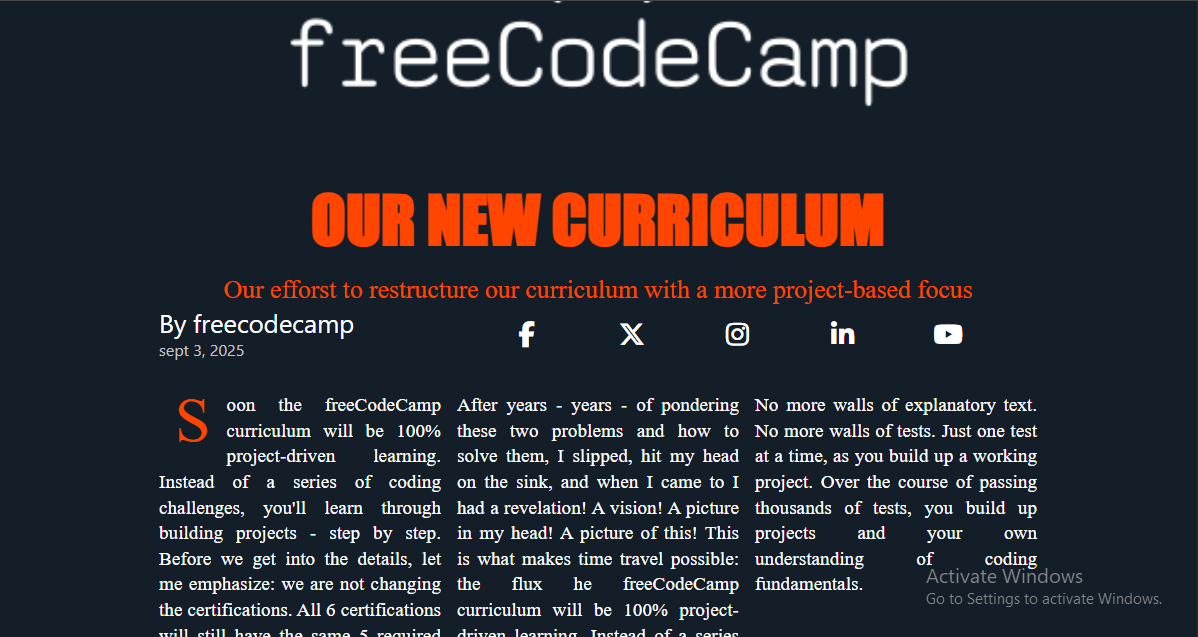 freeCodeCamp
OUR NEW CURRICULUM
Our efforst to restructure our curriculum with a more project-based focus
By freecodecamp
sept 3, 2025
Soon the freeCodeCamp
curriculum will be 100%
project-driven learning.
Instead of a series of coding
challenges, you'll learn through
building projects - step by step.
Before we get into the details, let
me emphasize: we are not changing
the certifications. All 6 certifications
will still have the same 5 required
After years - years - of pondering
these two problems and how to
solve them, I slipped, hit my head
on the sink, and when I came to I
had a revelation! A vision! A picture
in my head! A picture of this! This
is what makes time travel possible:
the flux he freeCodeCamp
curriculum will be 100% project-
driven learning. Instead of a series
No more walls of explanatory text.
No more walls of tests. Just one test
at a time, as you build up a working
project. Over the course of passing
thousands of tests, you build up
projects and your own
understanding of coding
fundamentals.
Activate Windows
Go to Settings to activate Windows.